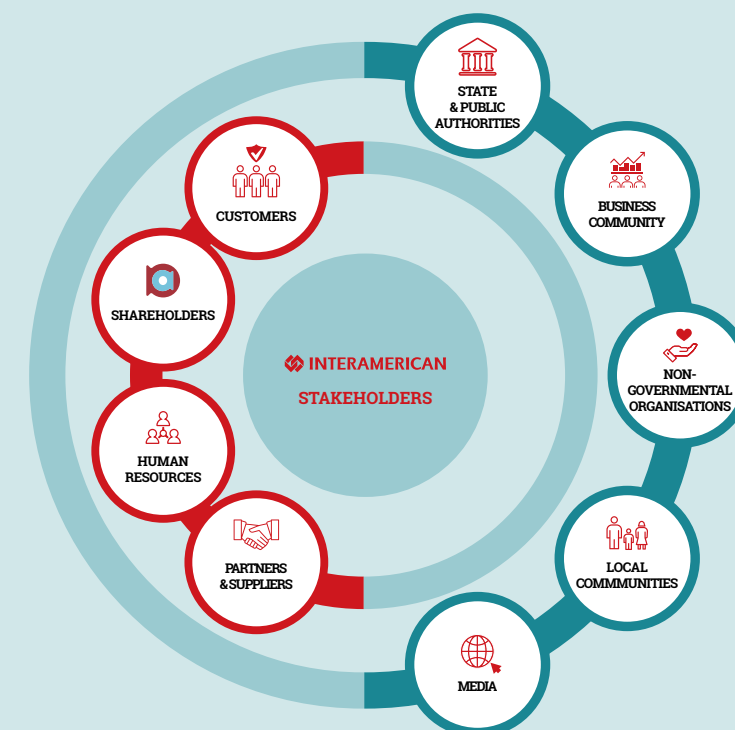 STATE
& PUBLIC
AUTHORITIES
BUSINESS
COMMUNITY
NON-
GOVERNMENTAL
ORGANISATIONS
LOCAL
COMMMUNITIES
MEDIA
CUSTOMERS
SHAREHOLDERS
HUMAN
RESOURCES
PARTNERS
& SUPPLIERS
INTERAMERICAN
STAKEHOLDERS